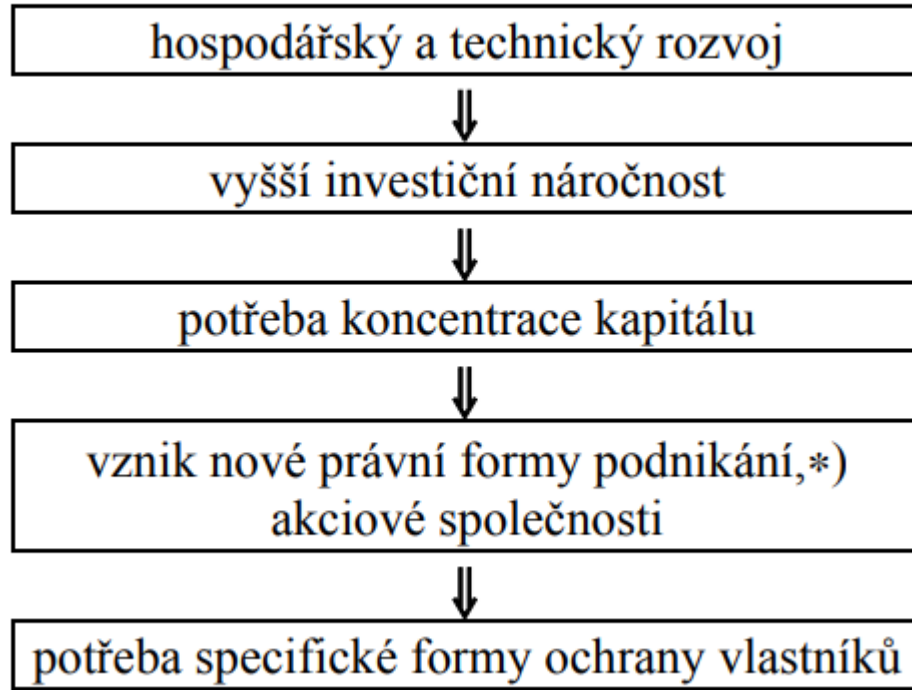 hospodářský a technický rozvoj
vyšší investiční náročnost
potřeba koncentrace kapitálu
vznik nové právní formy podnikání,*)
akciové společnosti
potřeba specifické formy ochrany vlastníků